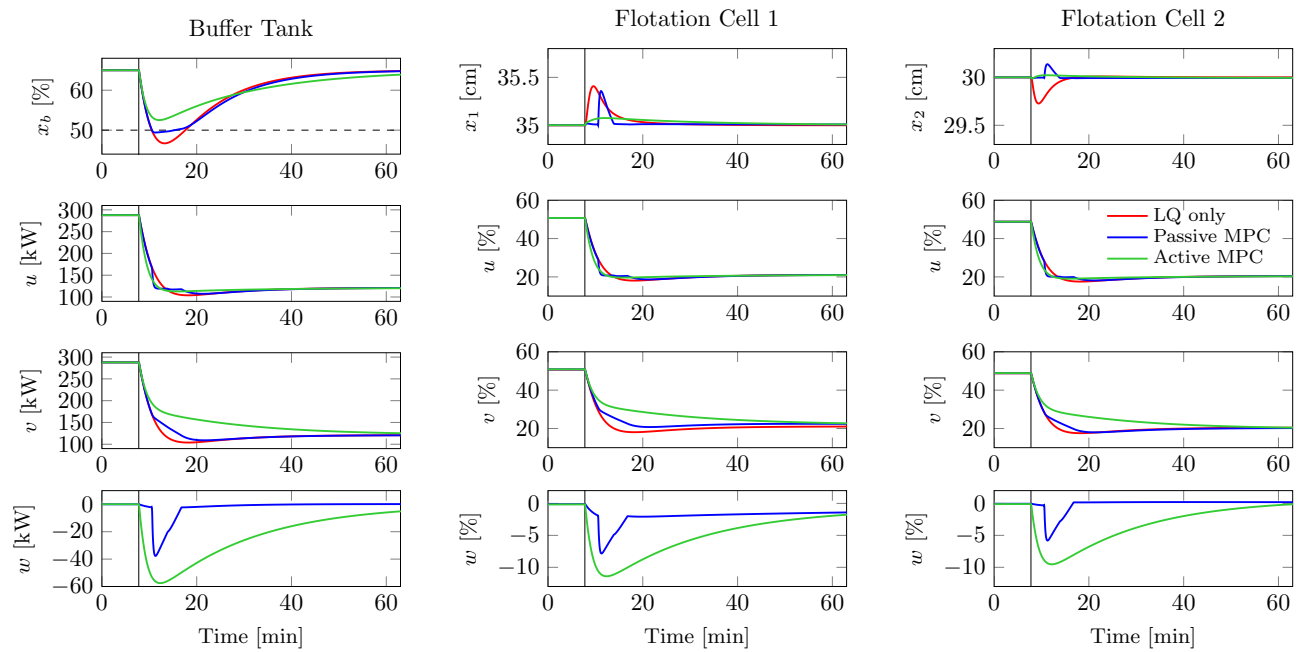 Buffer Tank
Flotation Cell 1
Flotation Cell 2
x_b [%]
60
50
0 20 40 60
x_1 [cm]
35.5
35
0 20 40 60
x_2 [cm]
30
29.5
0 20 40 60
u [kW]
300
250
200
150
100
0 20 40 60
u [%]
60
40
20
0 20 40 60
u [%]
60
40
20
0 20 40 60
LQ only
Passive MPC
Active MPC
v [kW]
300
250
200
150
100
0 20 40 60
v [%]
60
40
20
0 20 40 60
v [%]
60
40
20
0 20 40 60
w [kW]
0
−20
−40
−60
0 20 40 60
Time [min]
w [%]
0
−5
−10
0 20 40 60
Time [min]
w [%]
0
−5
−10
0 20 40 60
Time [min]